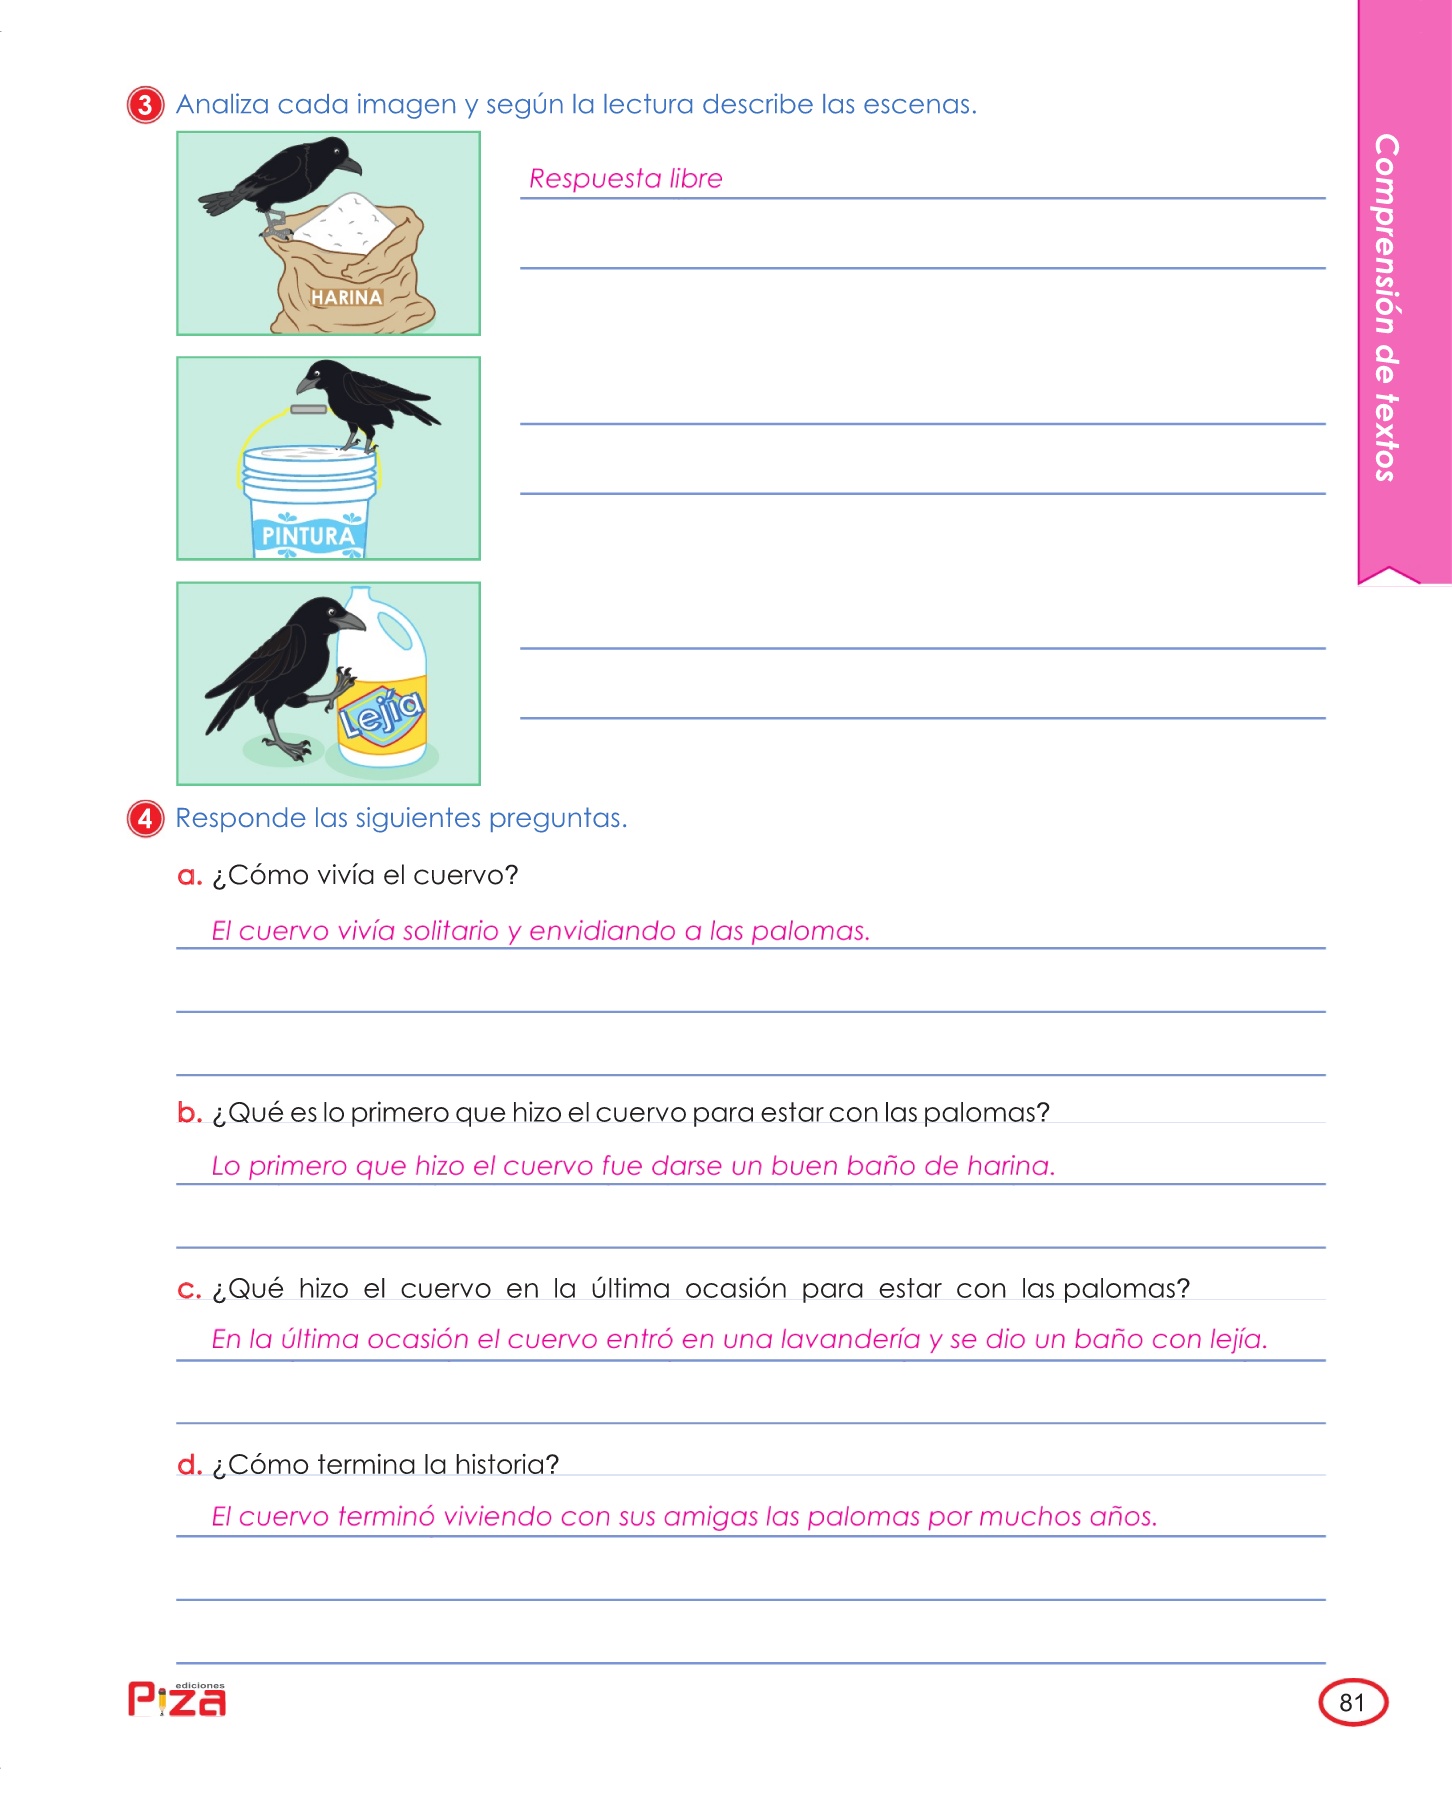 3 Analiza cada imagen y según la lectura describe las escenas.
HARINA
Respuesta libre
PINTURA
Lejía
4 Responde las siguientes preguntas.
a. ¿Cómo vivía el cuervo?
El cuervo vivía solitario y envidiando a las palomas.
b. ¿Qué es lo primero que hizo el cuervo para estar con las palomas?
Lo primero que hizo el cuervo fue darse un buen baño de harina.
c. ¿Qué hizo el cuervo en la última ocasión para estar con las palomas?
En la última ocasión el cuervo entró en una lavandería y se dio un baño con lejía.
d. ¿Cómo termina la historia?
El cuervo terminó viviendo con sus amigas las palomas por muchos años.
Comprensión de textos
ediciones
Piza
81